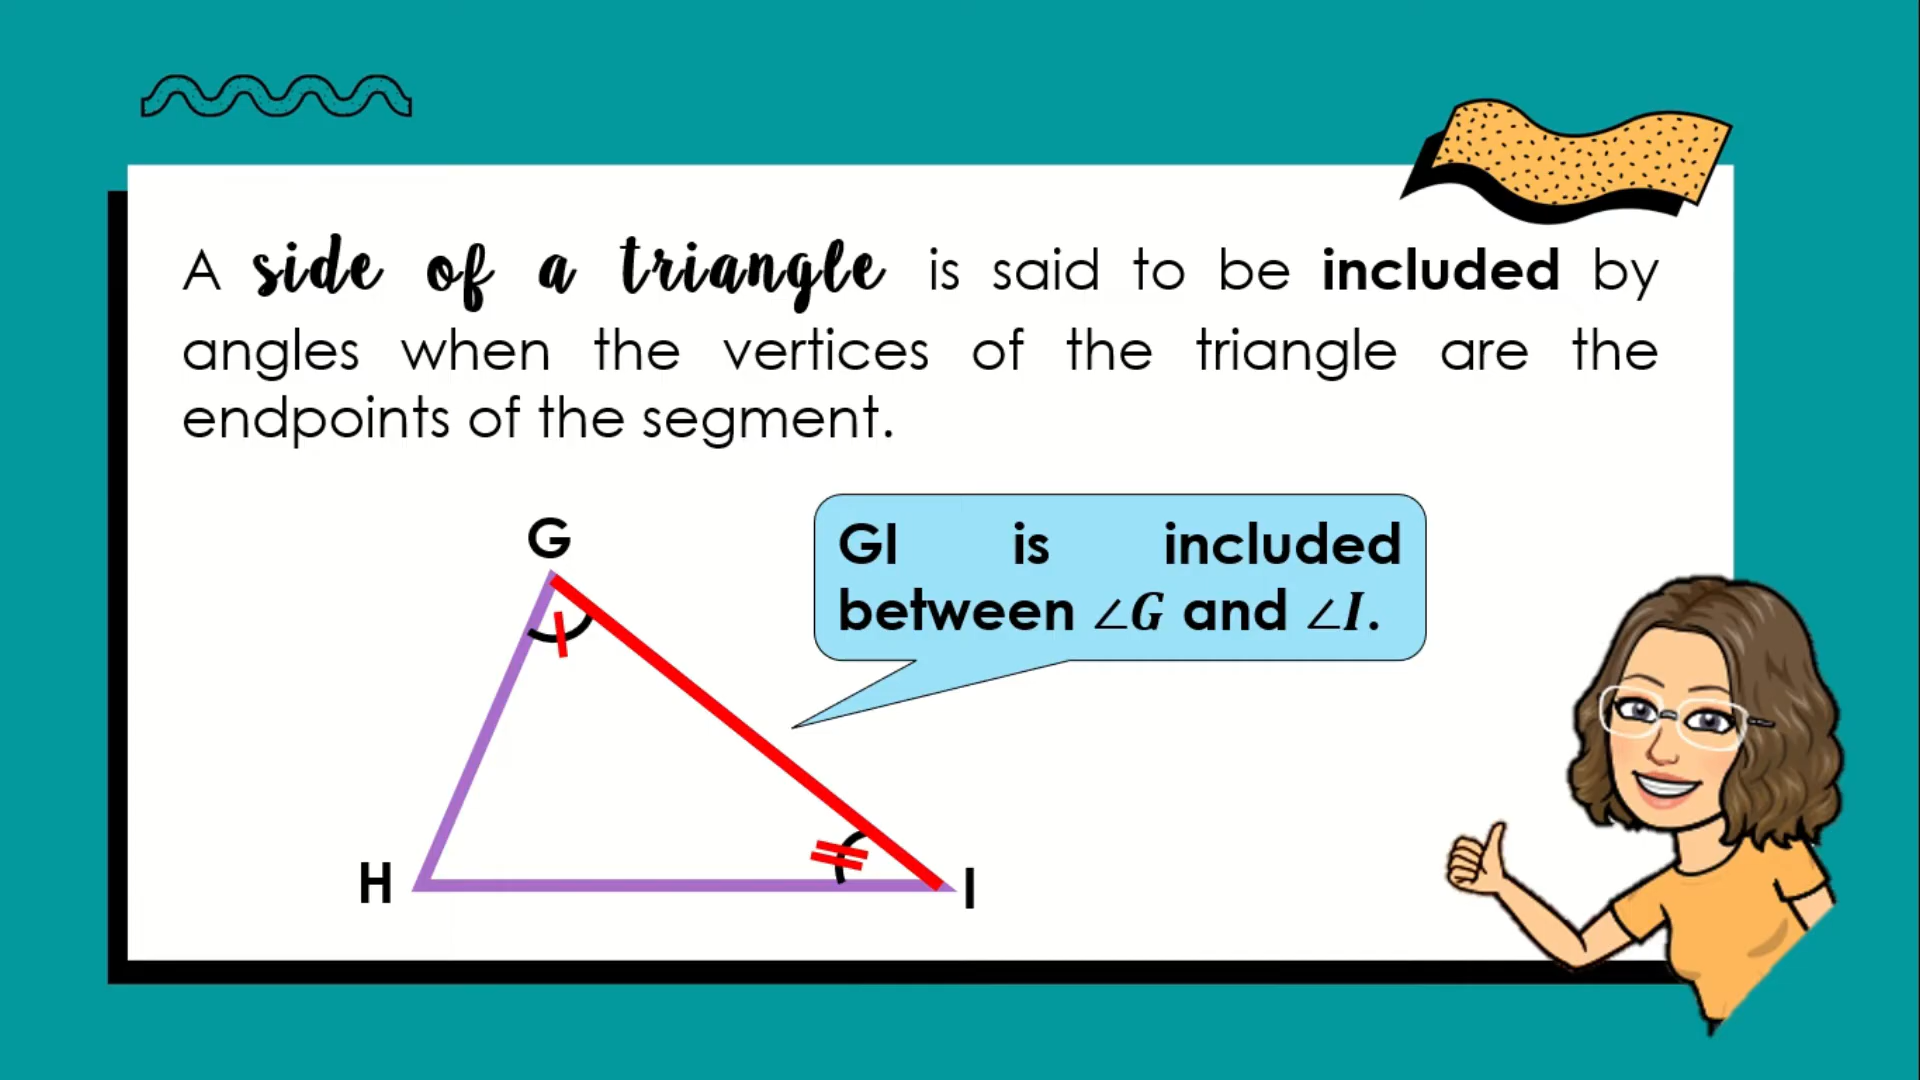 A side of a triangle is said to be included by
angles when the vertices of the triangle are the
endpoints of the segment.
G
GI is included
between ∠G and ∠I.
H
I